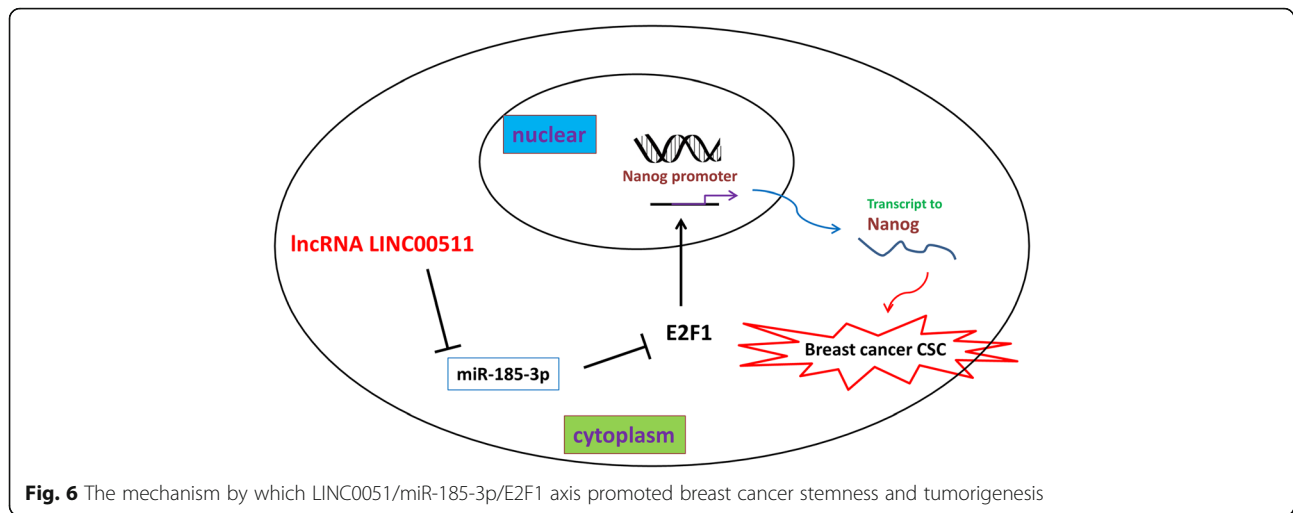 nuclear
Nanog promoter
Transcript to
Nanog
lncRNA LINC00511
E2F1
Breast cancer CSC
miR-185-3p
cytoplasm
Fig. 6 The mechanism by which LINC0051/miR-185-3p/E2F1 axis promoted breast cancer stemness and tumorigenesis